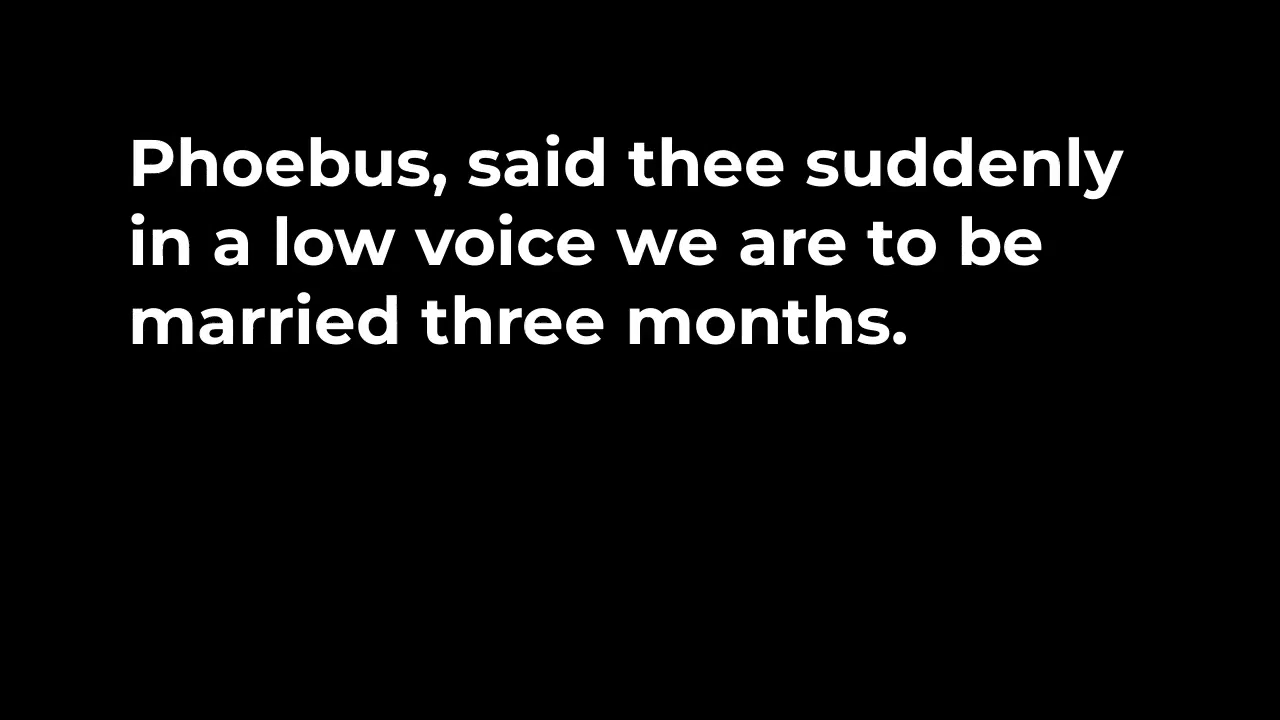 Phoebus, said thee suddenly
in a low voice we are to be
married three months.